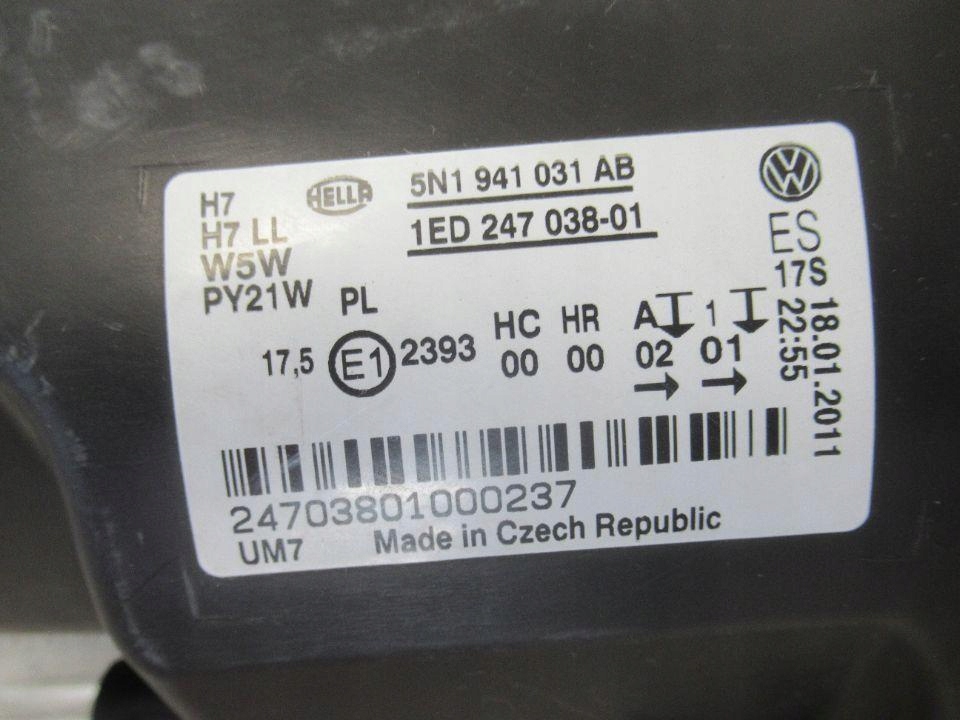 H7
H7 LL
W5W
PY21W
HELLA
5N1 941 031 AB
1ED 247 038-01
VW
ES
17S 18.01.2011
22:55
PL
17,5 E1 2393
HC HR A 1
00 00 02 01
24703801000237
UM7 Made in Czech Republic